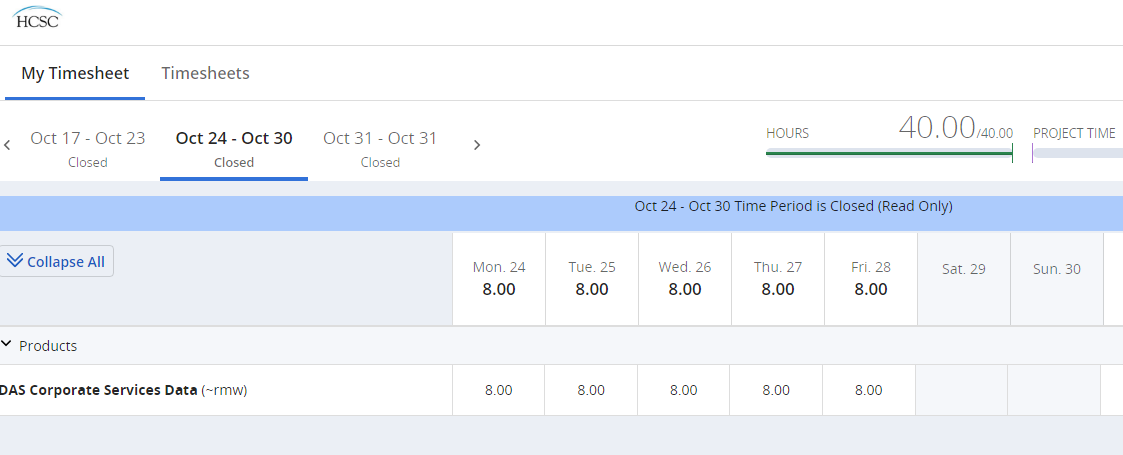 HCSC
My Timesheet Timesheets
Oct 17 - Oct 23 Oct 24 - Oct 30 Oct 31 - Oct 31 HOURS 40.00/40.00 PROJECT TIME
Closed Closed Closed
Oct 24 - Oct 30 Time Period is Closed (Read Only)
Collapse All Mon. 24 Tue. 25 Wed. 26 Thu. 27 Fri. 28 Sat. 29 Sun. 30
8.00 8.00 8.00 8.00 8.00
Products
DAS Corporate Services Data (~rmw) 8.00 8.00 8.00 8.00 8.00